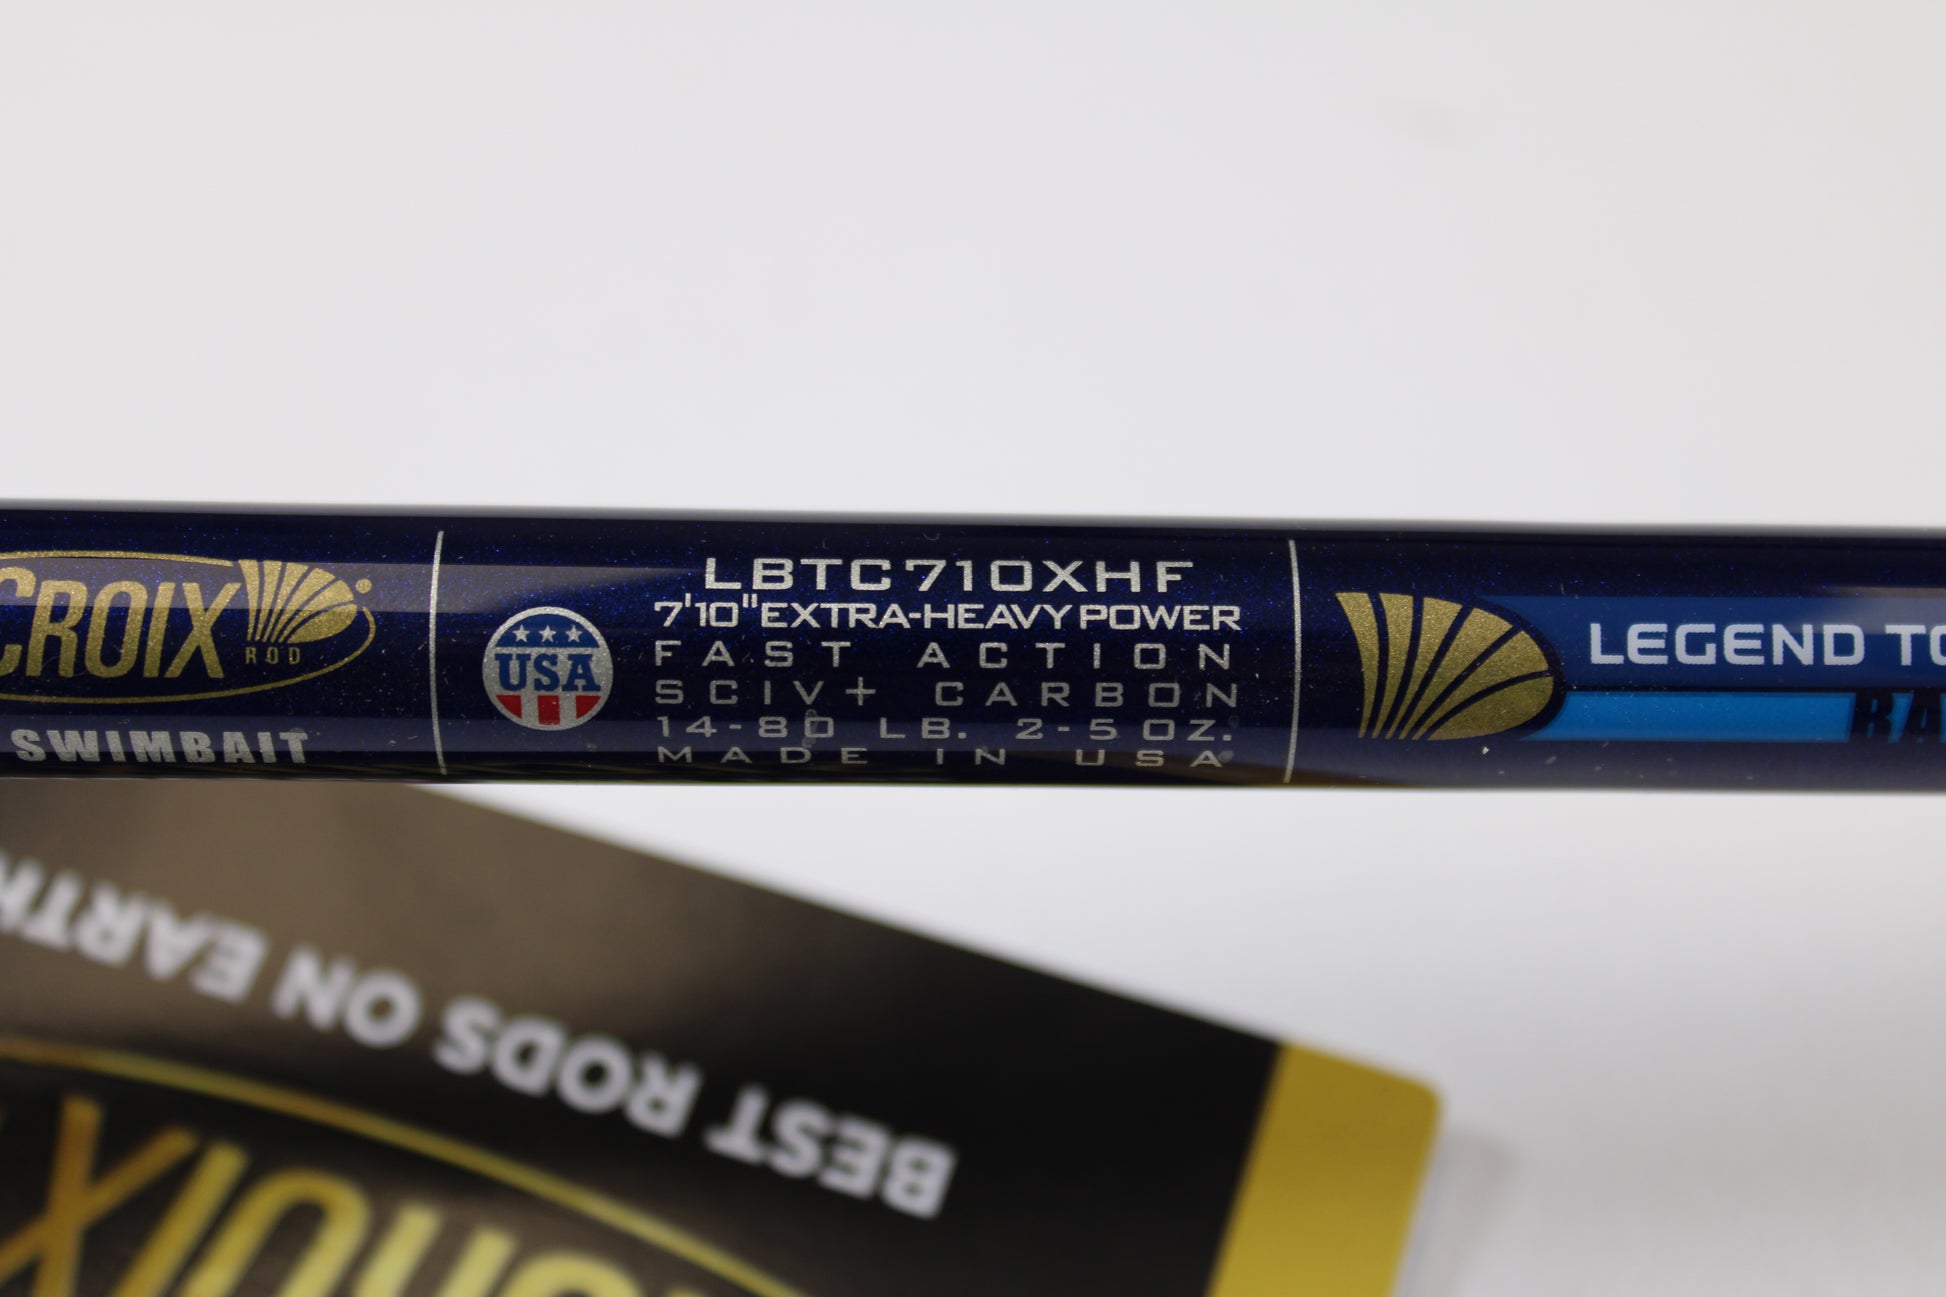 CROIX
ROD
SWIMBAIT
USA
LBTC710XHF
7'10" EXTRA-HEAVY POWER
FAST ACTION
SCIV+ CARBON
14-80 LB. 2-5 OZ.
MADE IN USA
LEGEND TO
BA
BEST RODS ON EARTH